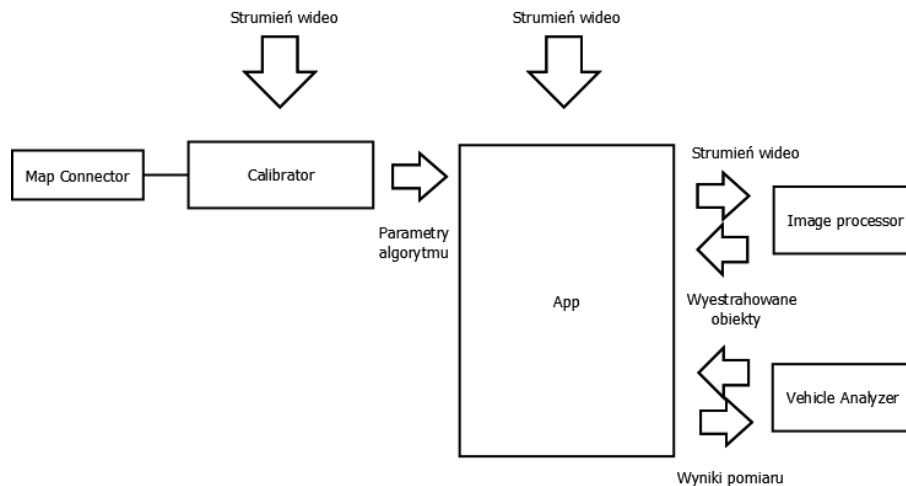 Strumień wideo
Strumień wideo
Map Connector
Calibrator
Parametry
algorytmu
App
Strumień wideo
Image processor
Wyestrahowane
obiekty
Vehicle Analyzer
Wyniki pomiaru